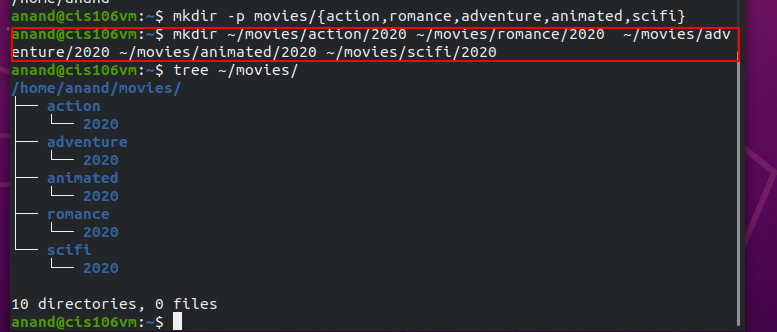 /home/anand
anand@cis106vm:~$ mkdir -p movies/{action,romance,adventure,animated,scifi}
anand@cis106vm:~$ mkdir ~/movies/action/2020 ~/movies/romance/2020  ~/movies/adv
enture/2020 ~/movies/animated/2020 ~/movies/scifi/2020
anand@cis106vm:~$ tree ~/movies/
/home/anand/movies/
├── action
│   └── 2020
├── adventure
│   └── 2020
├── animated
│   └── 2020
├── romance
│   └── 2020
└── scifi
    └── 2020
10 directories, 0 files
anand@cis106vm:~$